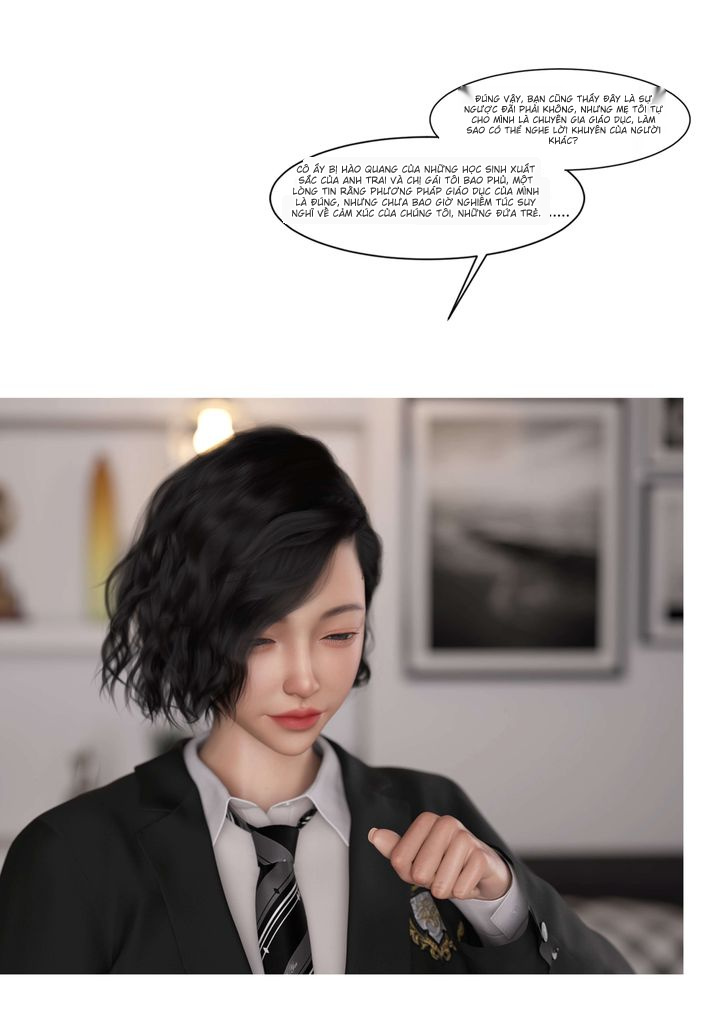 ĐÚNG VẬY, BẠN CŨNG THẤY ĐÂY LÀ SỰ
NGƯỢC ĐÃI PHẢI KHÔNG, NHƯNG MẸ TÔI TỰ
CHO MÌNH LÀ CHUYÊN GIA GIÁO DỤC, LÀM
SAO CÓ THỂ NGHE LỜI KHUYÊN CỦA NGƯỜI
KHÁC?
CÔ ẤY BỊ HÀO QUANG CỦA NHỮNG HỌC SINH XUẤT
SẮC CỦA ANH TRAI VÀ CHỊ GÁI TÔI BAO PHỦ, MỘT
LÒNG TIN RẰNG PHƯƠNG PHÁP GIÁO DỤC CỦA MÌNH
LÀ ĐÚNG, NHƯNG CHƯA BAO GIỜ NGHIÊM TÚC SUY
NGHĨ VỀ CẢM XÚC CỦA CHÚNG TÔI, NHỮNG ĐỨA TRẺ. .....